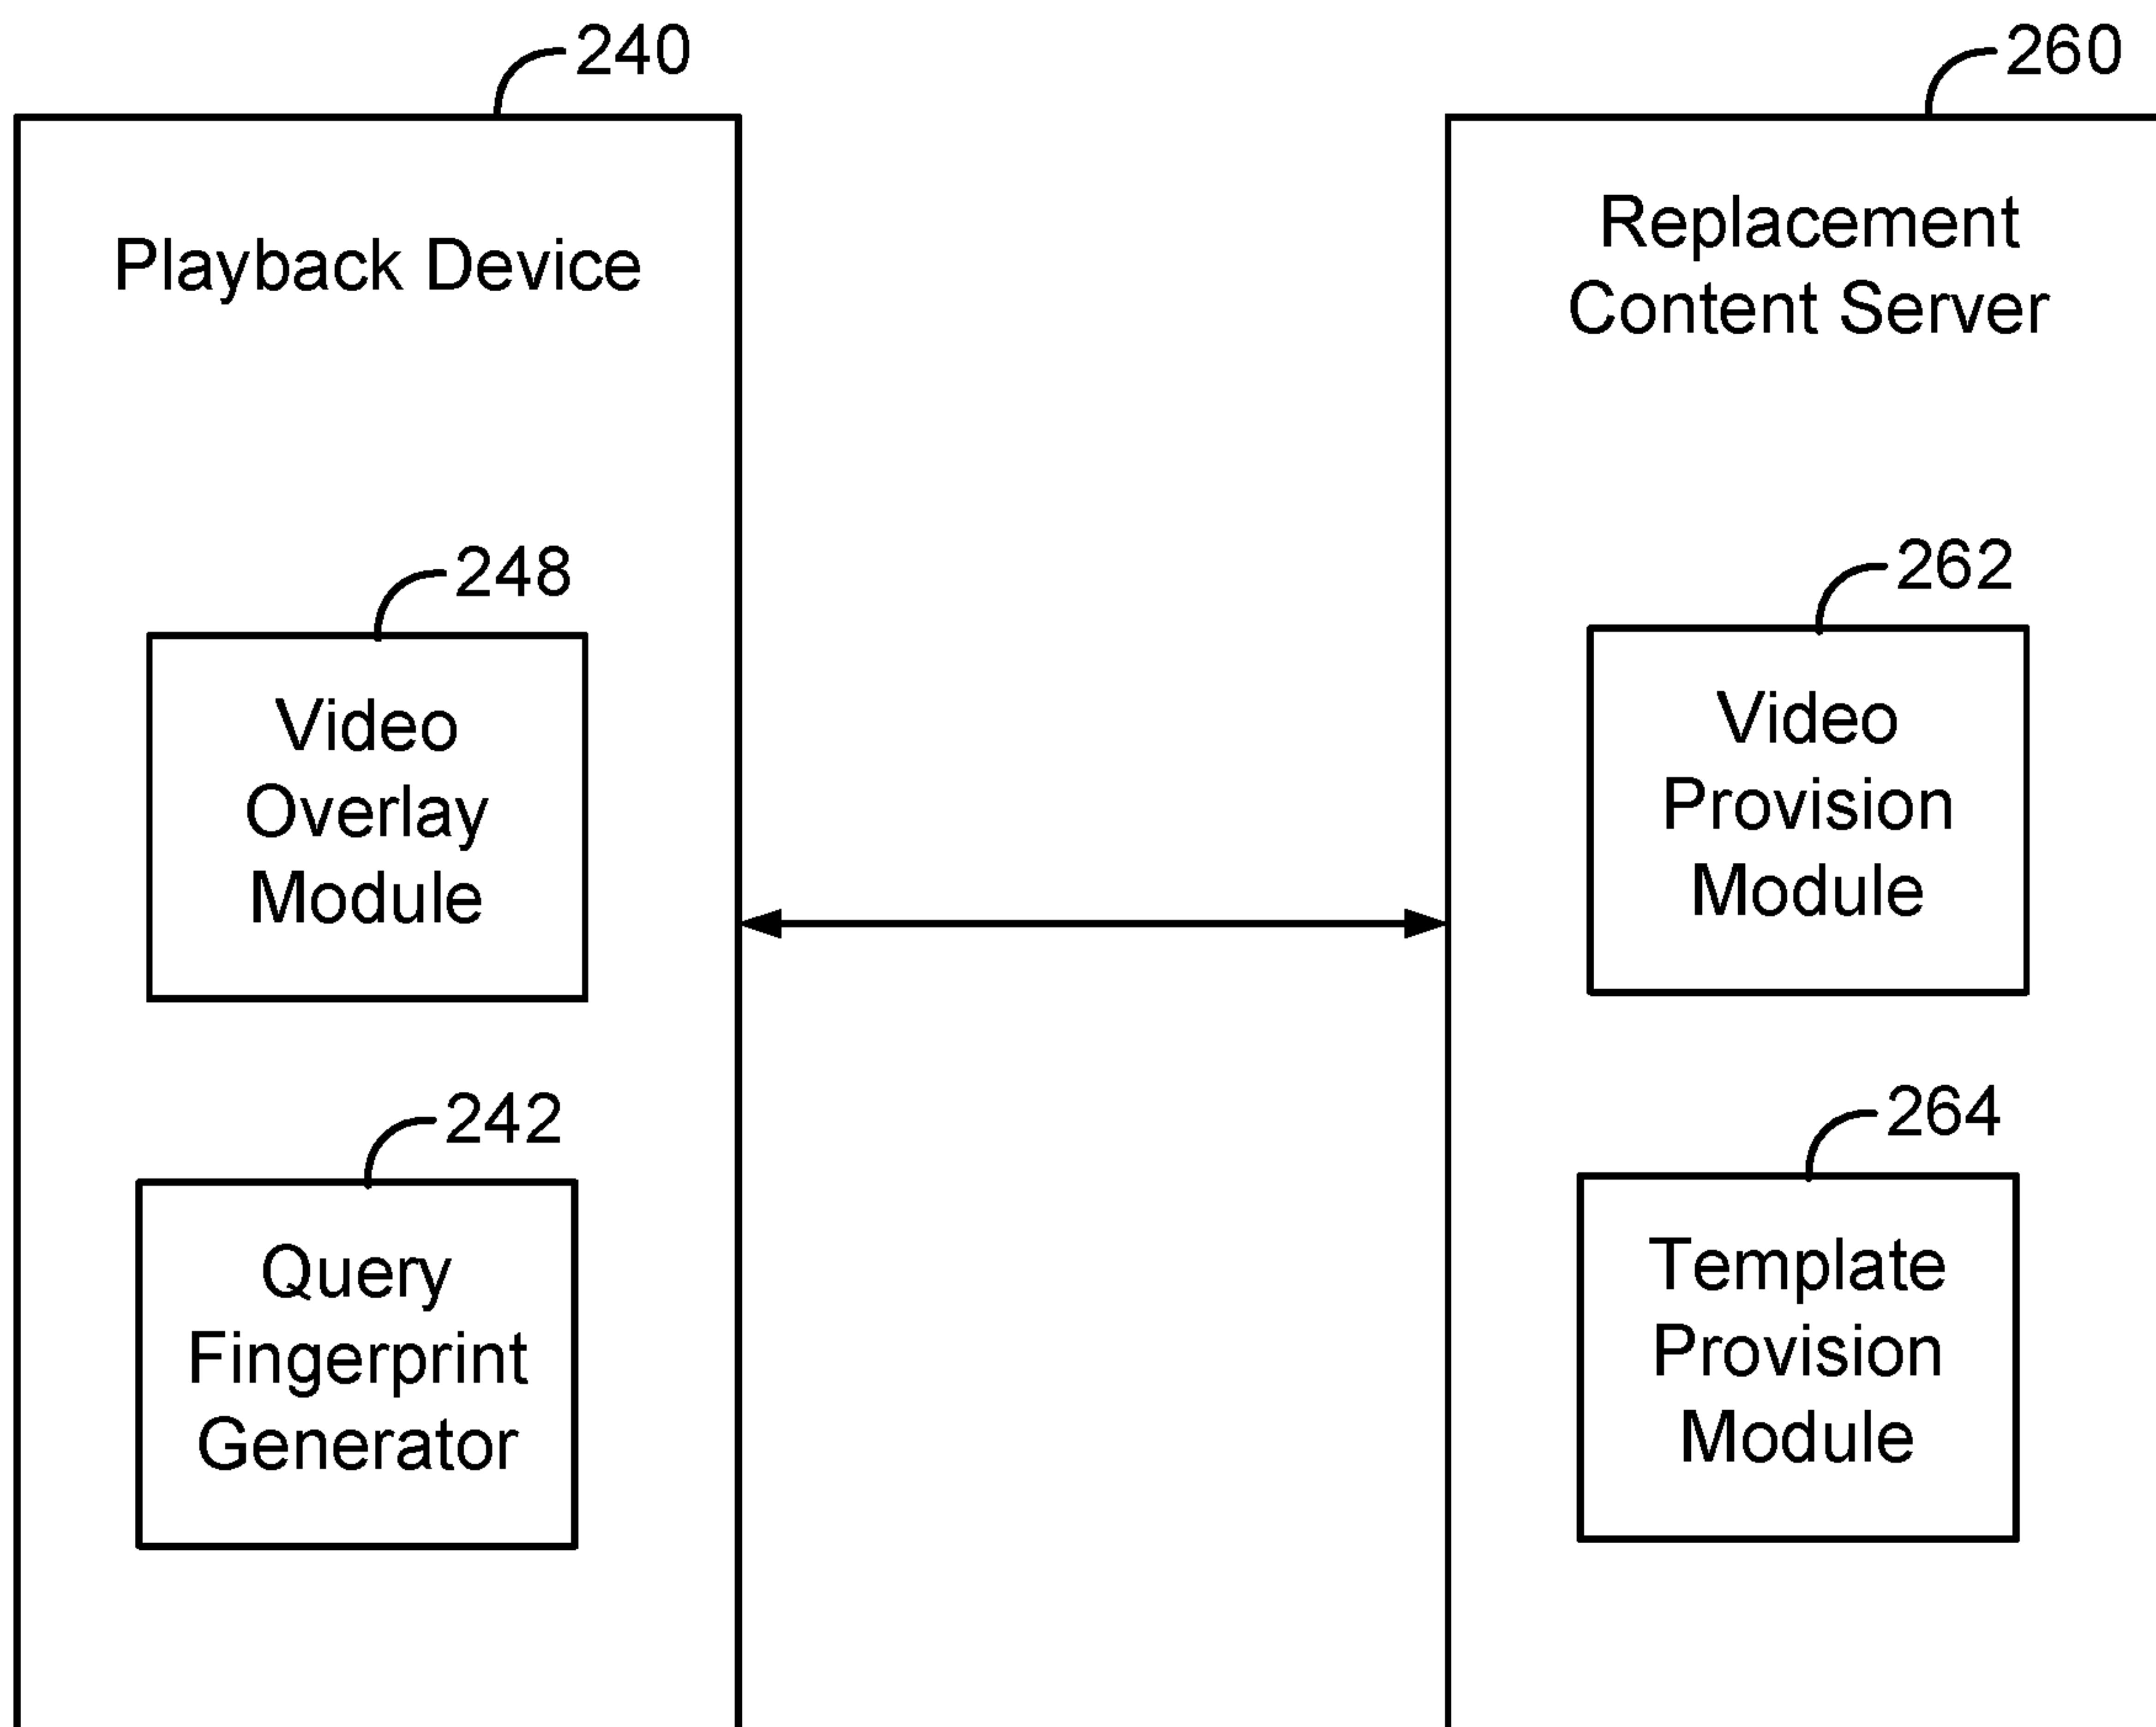 240
Playback Device
248
Video
Overlay
Module
242
Query
Fingerprint
Generator
260
Replacement
Content Server
262
Video
Provision
Module
264
Template
Provision
Module